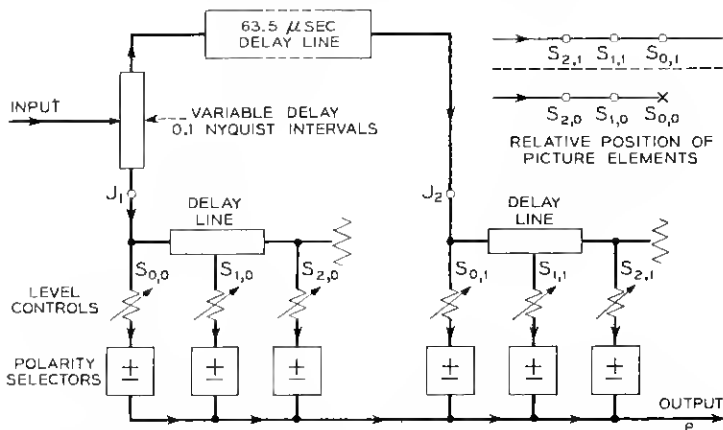 63.5 μSEC
DELAY LINE
INPUT
VARIABLE DELAY
0.1 NYQUIST INTERVALS
S2,1 S1,1 S0,1
S2,0 S1,0 S0,0
RELATIVE POSITION OF
PICTURE ELEMENTS
J1
DELAY
LINE
J2
DELAY
LINE
S0,0 S1,0 S2,0 S0,1 S1,1 S2,1
LEVEL
CONTROLS
POLARITY
SELECTORS
± ± ± ± ± ±
OUTPUT
e